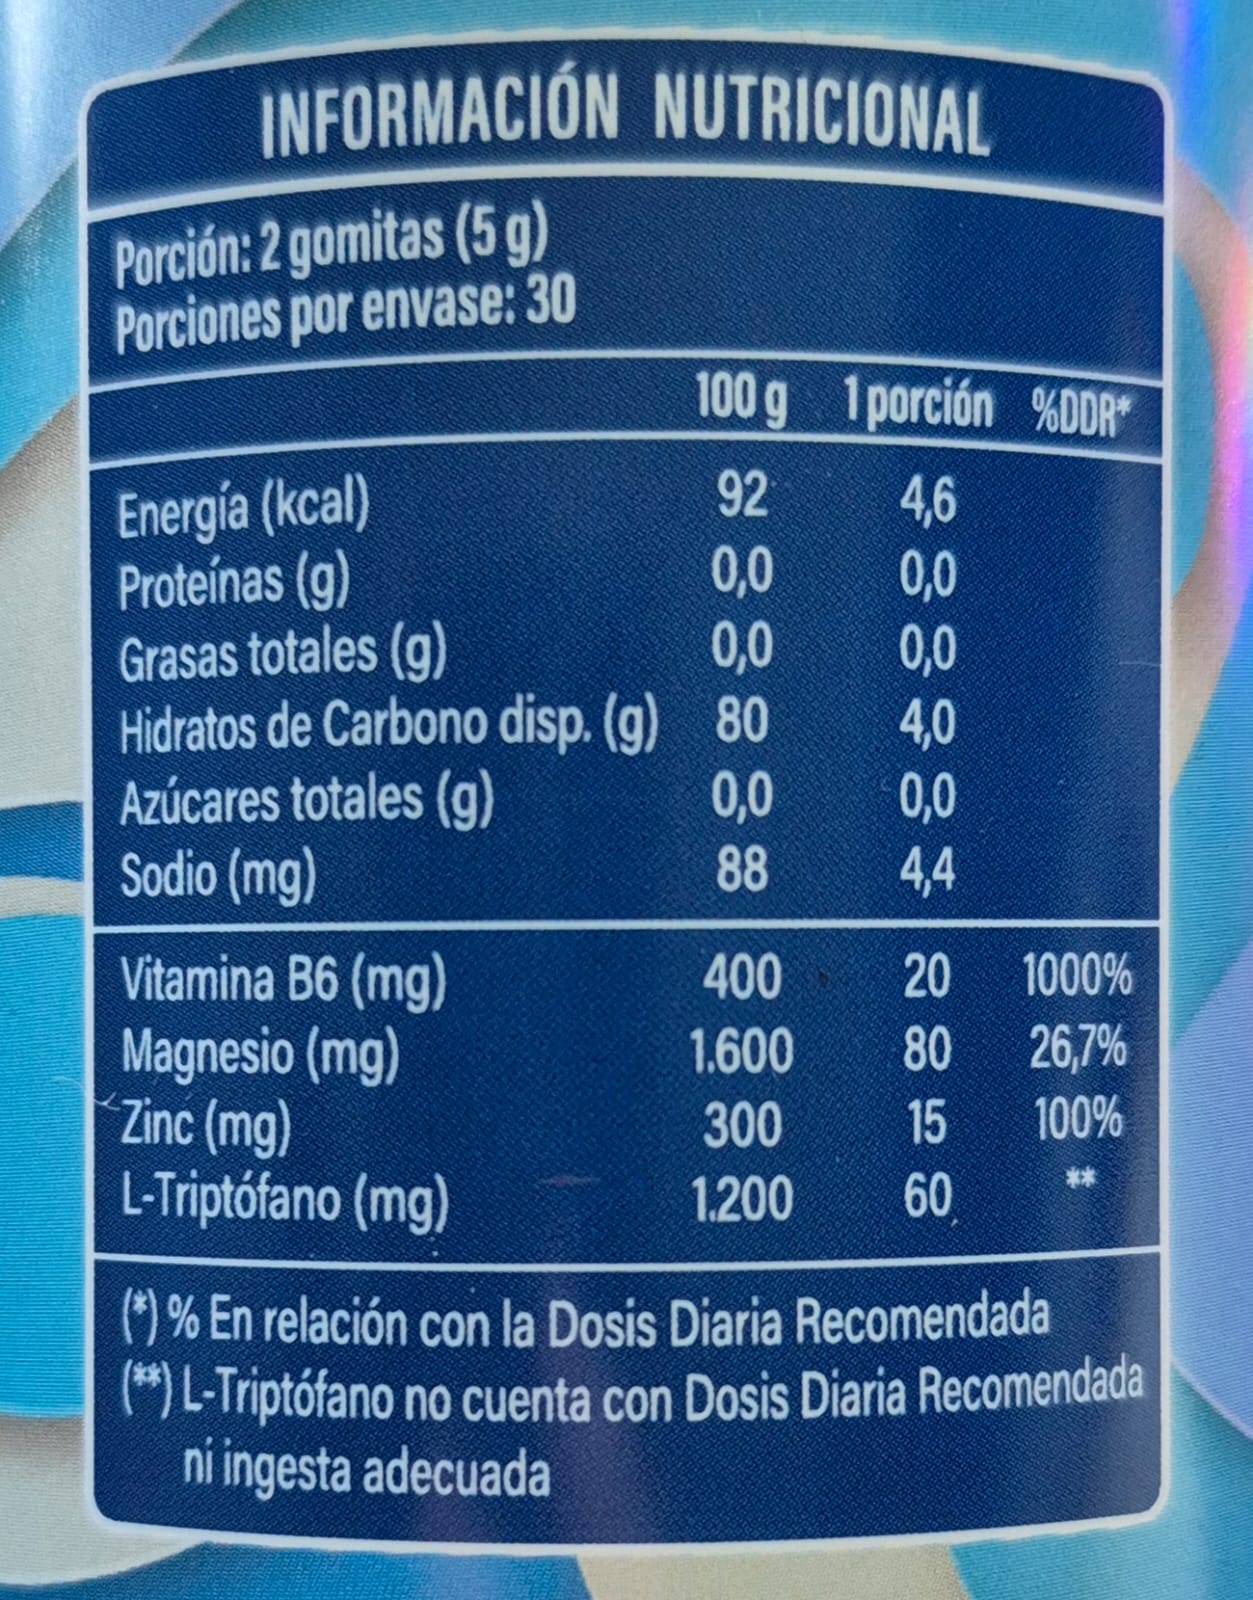 INFORMACIÓN NUTRICIONAL
Porción: 2 gomitas (5 g)
Porciones por envase: 30
100 g 1 porción %DDR*
Energía (kcal) 92 4,6
Proteínas (g) 0,0 0,0
Grasas totales (g) 0,0 0,0
Hidratos de Carbono disp. (g) 80 4,0
Azúcares totales (g) 0,0 0,0
Sodio (mg) 88 4,4
Vitamina B6 (mg) 400 20 1000%
Magnesio (mg) 1.600 80 26,7%
Zinc (mg) 300 15 100%
L-Triptófano (mg) 1.200 60 **
(*) % En relación con la Dosis Diaria Recomendada
(**) L-Triptófano no cuenta con Dosis Diaria Recomendada
ni ingesta adecuada